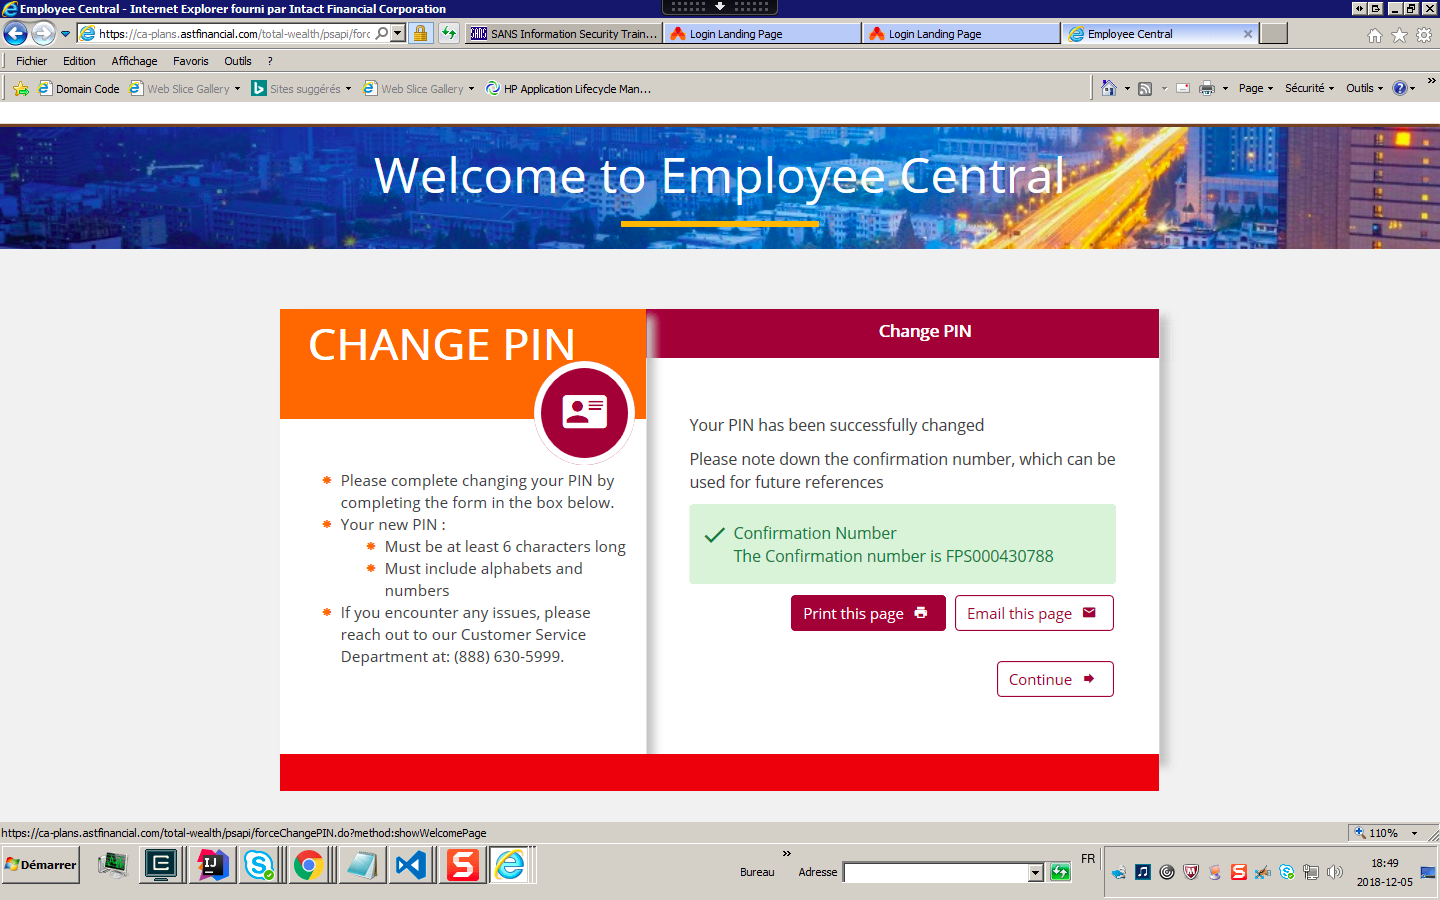 Employee Central - Internet Explorer fourni par Intact Financial Corporation
https://ca-plans.astfinancial.com/total-wealth/psapi/forc
SANS
SANS Information Security Train...
Login Landing Page
Login Landing Page
Employee Central
Fichier Edition Affichage Favoris Outils ?
Domain Code Web Slice Gallery Sites suggérés Web Slice Gallery HP Application Lifecycle Man...
Page Sécurité Outils
Welcome to Employee Central
CHANGE PIN
Please complete changing your PIN by
completing the form in the box below.
Your new PIN :
Must be at least 6 characters long
Must include alphabets and
numbers
If you encounter any issues, please
reach out to our Customer Service
Department at: (888) 630-5999.
Change PIN
Your PIN has been successfully changed
Please note down the confirmation number, which can be
used for future references
Confirmation Number
The Confirmation number is FPS000430788
Print this page
Email this page
Continue
https://ca-plans.astfinancial.com/total-wealth/psapi/forceChangePIN.do?method:showWelcomePage
110%
Démarrer
Bureau
Adresse
FR
18:49
2018-12-05